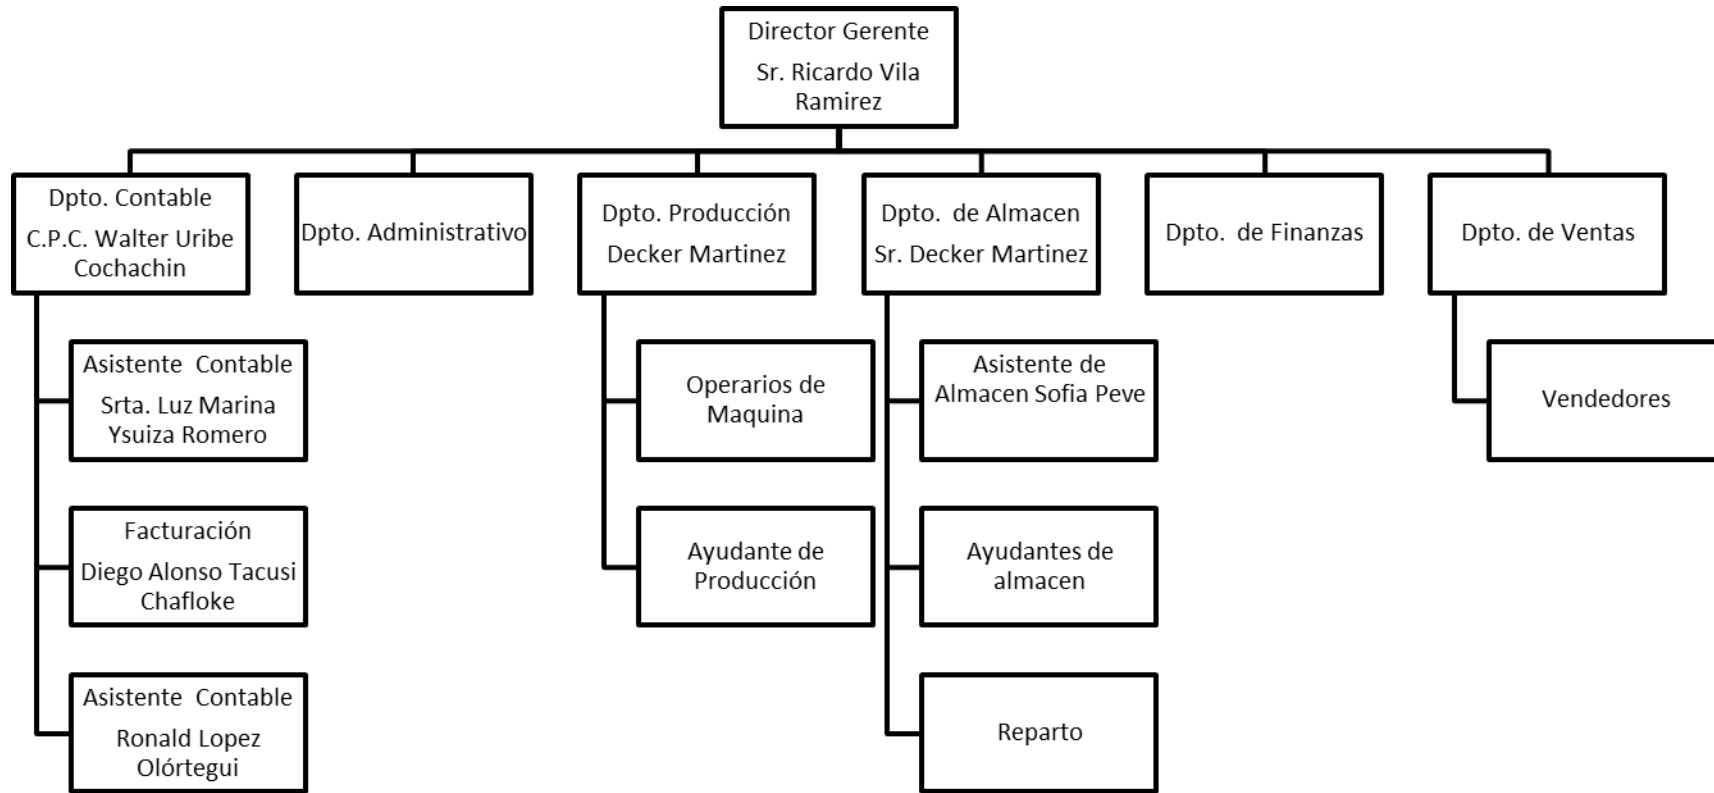 Director Gerente
Sr. Ricardo Vila
Ramirez
Dpto. Contable
C.P.C. Walter Uribe
Cochachin
Dpto. Administrativo
Dpto. Producción
Decker Martinez
Dpto. de Almacen
Sr. Decker Martinez
Dpto. de Finanzas
Dpto. de Ventas
Asistente Contable
Srta. Luz Marina
Ysuiza Romero
Facturación
Diego Alonso Tacusi
Chafloke
Asistente Contable
Ronald Lopez
Olórtegui
Operarios de
Maquina
Ayudante de
Producción
Asistente de
Almacen Sofia Peve
Ayudantes de
almacen
Reparto
Vendedores